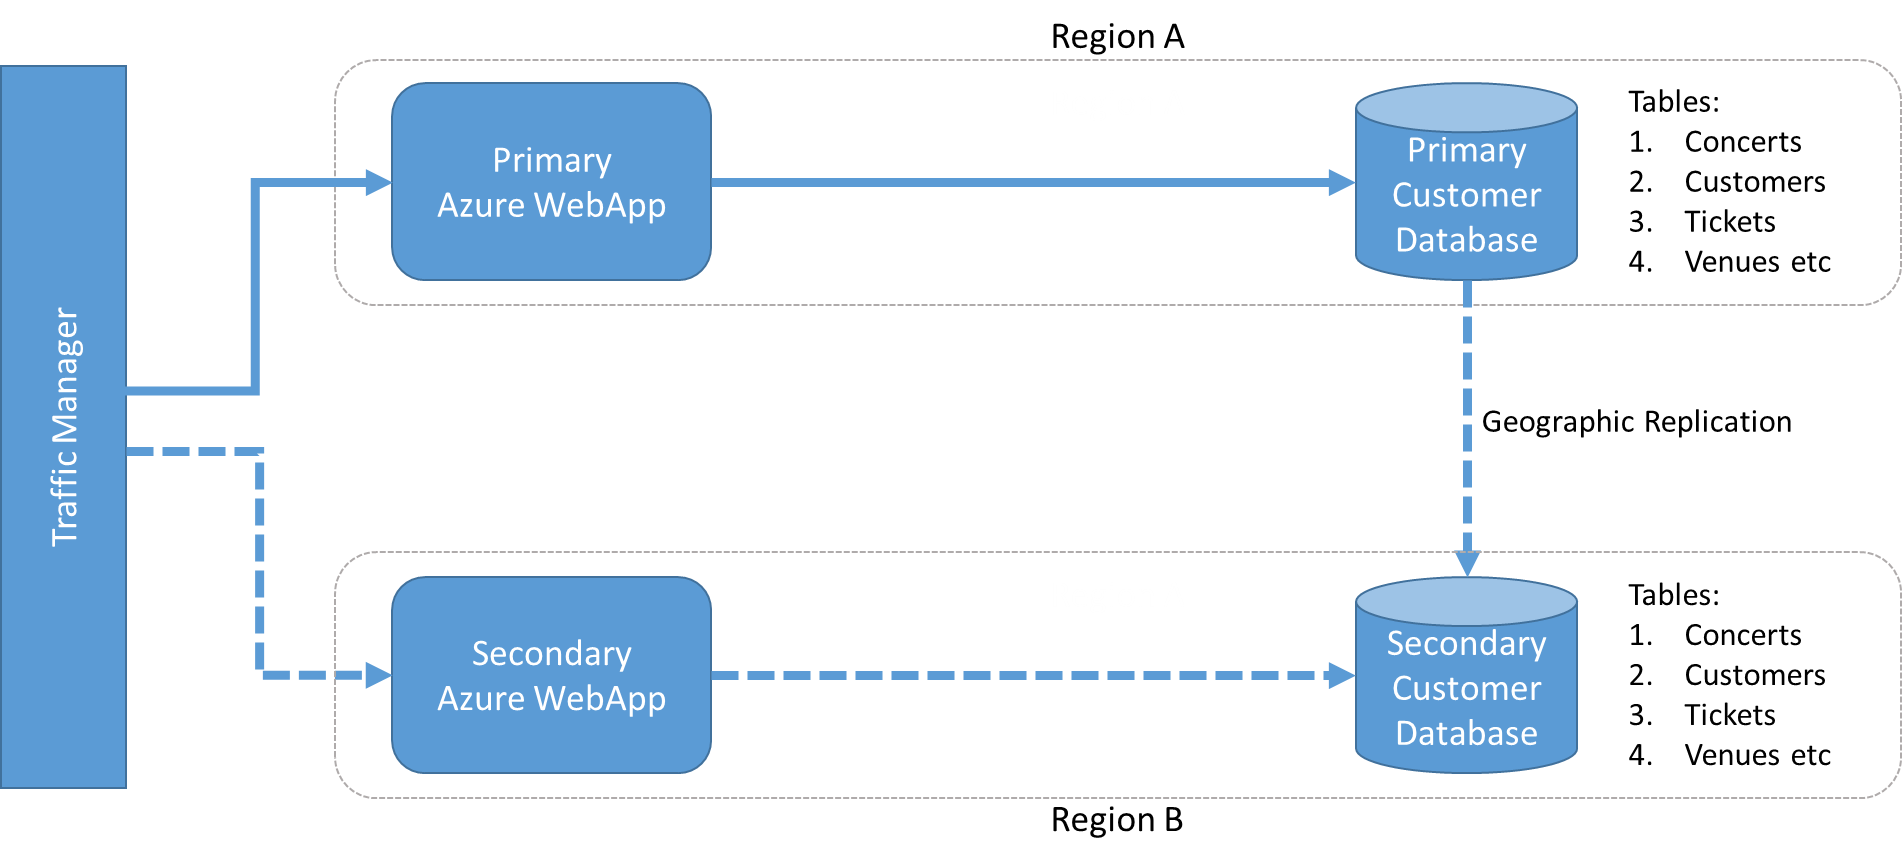 Region A
Traffic Manager
Primary
Azure WebApp
Primary
Customer
Database
Tables:
1. Concerts
2. Customers
3. Tickets
4. Venues etc
Geographic Replication
Secondary
Azure WebApp
Secondary
Customer
Database
Tables:
1. Concerts
2. Customers
3. Tickets
4. Venues etc
Region B